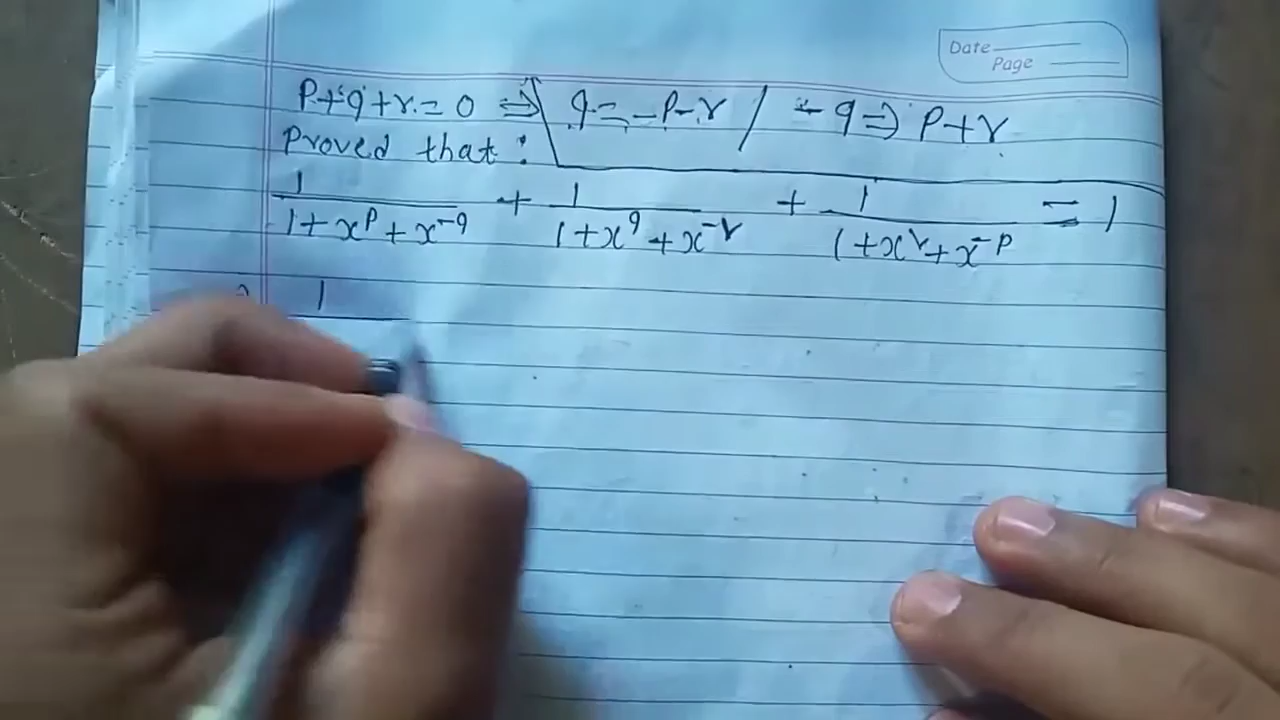 Date
Page
P+q+r=0 ⇒ q=-P-r / -q⇒P+r
Proved that:
1/(1+x^p+x^-q) + 1/(1+x^q+x^-r) + 1/(1+x^r+x^-p) = 1
1